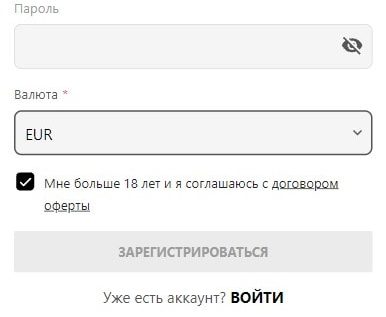 Пароль
Валюта *
EUR
Мне больше 18 лет и я соглашаюсь с договором
оферты
ЗАРЕГИСТРИРОВАТЬСЯ
Уже есть аккаунт? ВОЙТИ